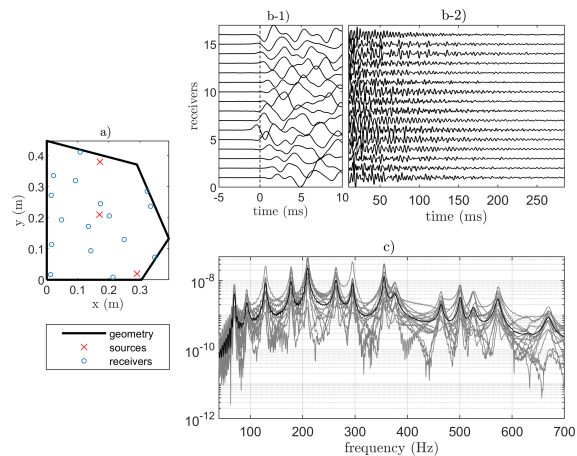 b-1)
b-2)
15
10
5
0
receivers
-5 0 5 10
time (ms)
50 100 150 200 250
time (ms)
a)
0.4
0.3
0.2
0.1
0
y (m)
0 0.1 0.2 0.3
x (m)
geometry
sources
receivers
c)
10-8
10-10
10-12
100 200 300 400 500 600 700
frequency (Hz)